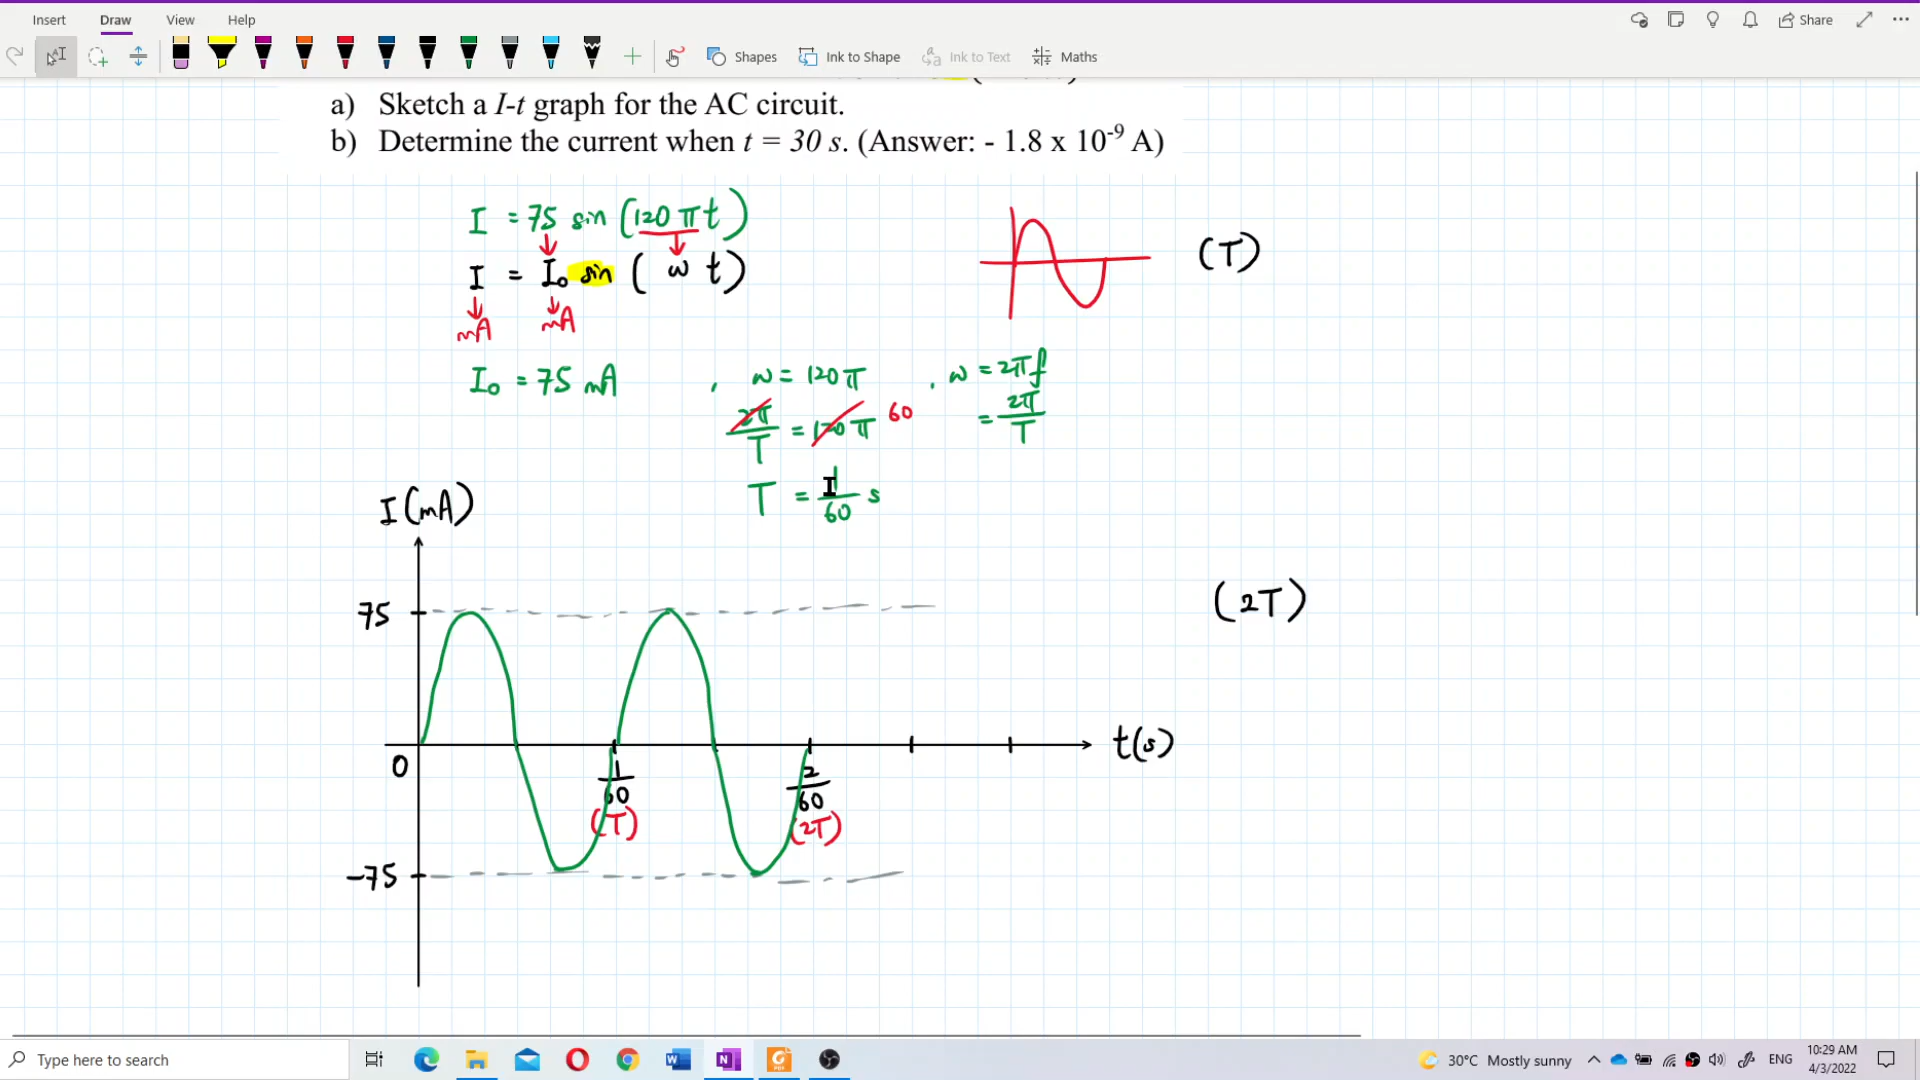 Insert Draw View Help
Share
Shapes Ink to Shape Ink to Text Maths
a) Sketch a I-t graph for the AC circuit.
b) Determine the current when t = 30 s. (Answer: - 1.8 x 10⁻⁹ A)
I = 75 sin (120 π t)
I = I₀ sin ( ω t)
mA mA
(T)
I₀ = 75 mA , ω = 120 π , ω = 2πf
2π/T = 120 π 60 = 2π/T
T = 1/60 s
I (mA)
75
(2T)
0 1/60 2/60 t(s)
(T) (2T)
-75
Type here to search
30°C Mostly sunny ENG 10:29 AM
4/3/2022